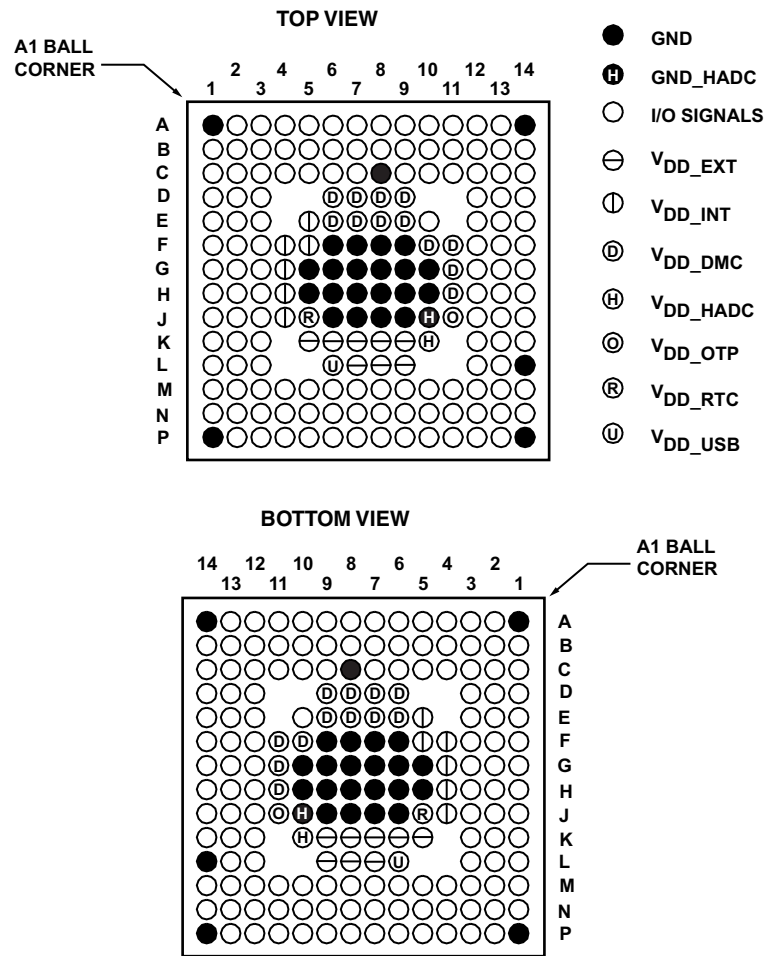 TOP VIEW
A1 BALL
CORNER
2 4 6 8 10 12 14
1 3 5 7 9 11 13
A
B
C
D D D D D
E D D D D
F D D
G D
H D
J R H O
K H
L U
M
N
P
GND
H GND_HADC
I/O SIGNALS
VDD_EXT
VDD_INT
D VDD_DMC
H VDD_HADC
O VDD_OTP
R VDD_RTC
U VDD_USB
BOTTOM VIEW
A1 BALL
CORNER
14 12 10 8 6 4 2
13 11 9 7 5 3 1
A
B
C
D D D D D
D D D D E
D D F
D G
D H
O H R J
H K
U L
M
N
P